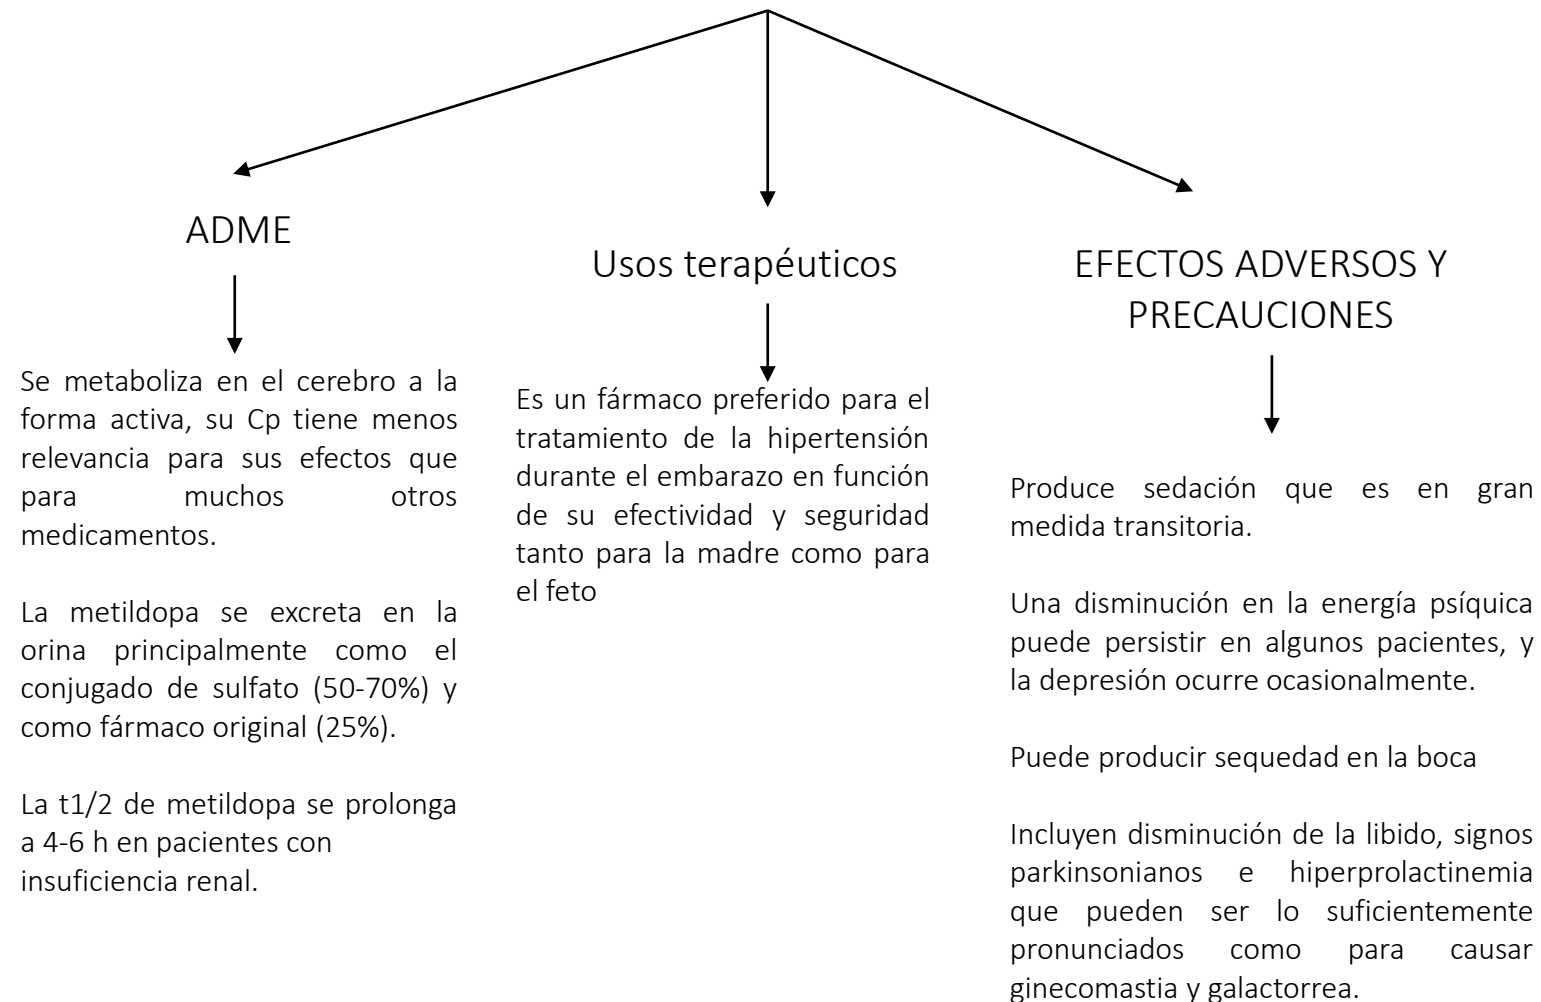 ADME
Se metaboliza en el cerebro a la
forma activa, su Cp tiene menos
relevancia para sus efectos que
para muchos otros
medicamentos.
La metildopa se excreta en la
orina principalmente como el
conjugado de sulfato (50-70%) y
como fármaco original (25%).
La t1/2 de metildopa se prolonga
a 4-6 h en pacientes con
insuficiencia renal.
Usos terapéuticos
Es un fármaco preferido para el
tratamiento de la hipertensión
durante el embarazo en función
de su efectividad y seguridad
tanto para la madre como para
el feto
EFECTOS ADVERSOS Y
PRECAUCIONES
Produce sedación que es en gran
medida transitoria.
Una disminución en la energía psíquica
puede persistir en algunos pacientes, y
la depresión ocurre ocasionalmente.
Puede producir sequedad en la boca
Incluyen disminución de la libido, signos
parkinsonianos e hiperprolactinemia
que pueden ser lo suficientemente
pronunciados como para causar
ginecomastia y galactorrea.